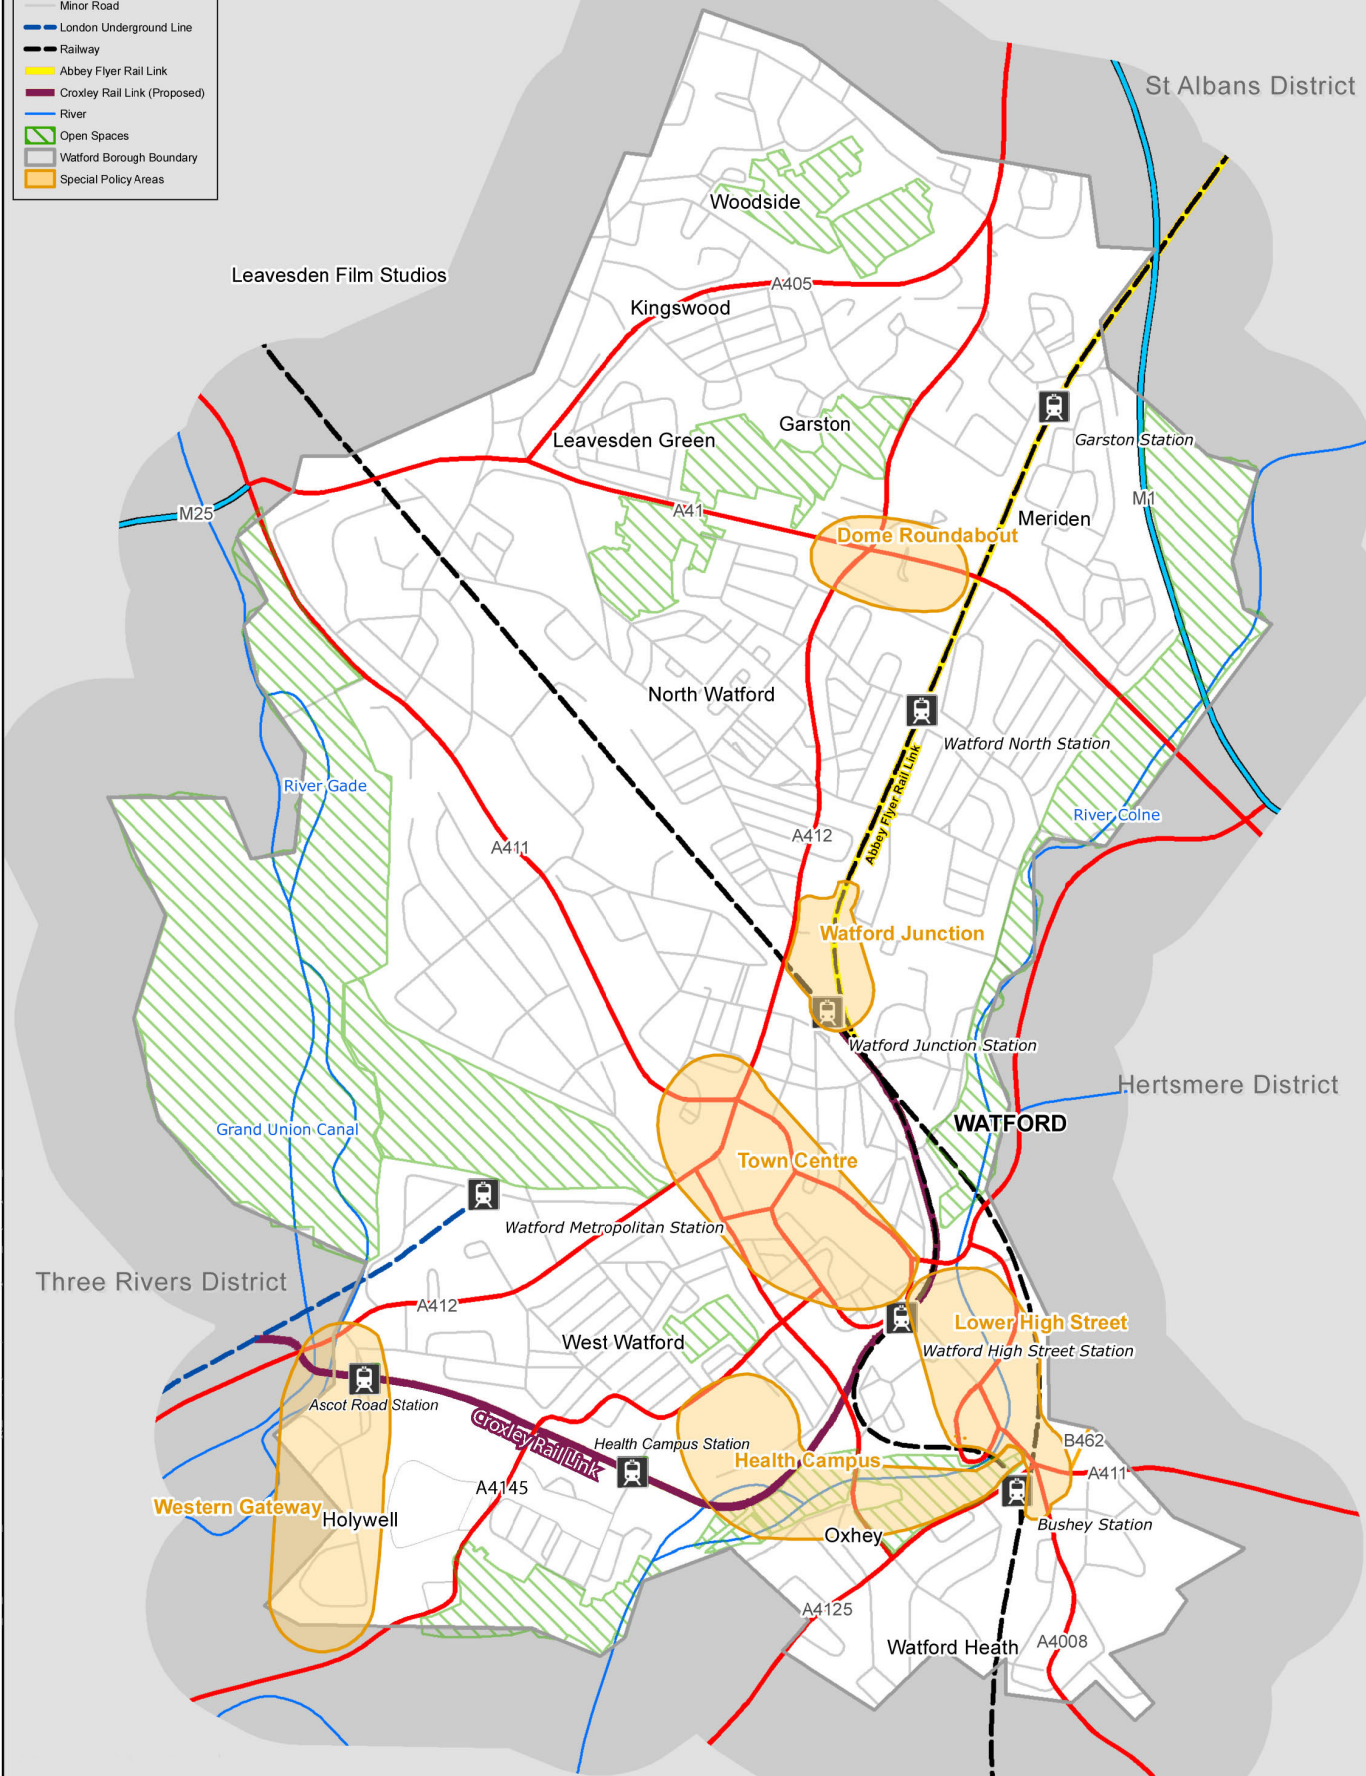 Minor Road
London Underground Line
Railway
Abbey Flyer Rail Link
Croxley Rail Link (Proposed)
River
Open Spaces
Watford Borough Boundary
Special Policy Areas
St Albans District
Woodside
Leavesden Film Studios
A405
Kingswood
Garston
Leavesden Green
Garston Station
M1
M25
A41
Meriden
Dome Roundabout
North Watford
Watford North Station
River Gade
Abbey Flyer Rail Link
River Colne
A411
A412
Watford Junction
Watford Junction Station
Hertsmere District
WATFORD
Grand Union Canal
Town Centre
Watford Metropolitan Station
Three Rivers District
A412
Lower High Street
West Watford
Watford High Street Station
Ascot Road Station
Croxley Rail Link
Health Campus Station
B462
Health Campus
A411
A4145
Western Gateway
Holywell
Bushey Station
Oxhey
A4125
Watford Heath
A4008